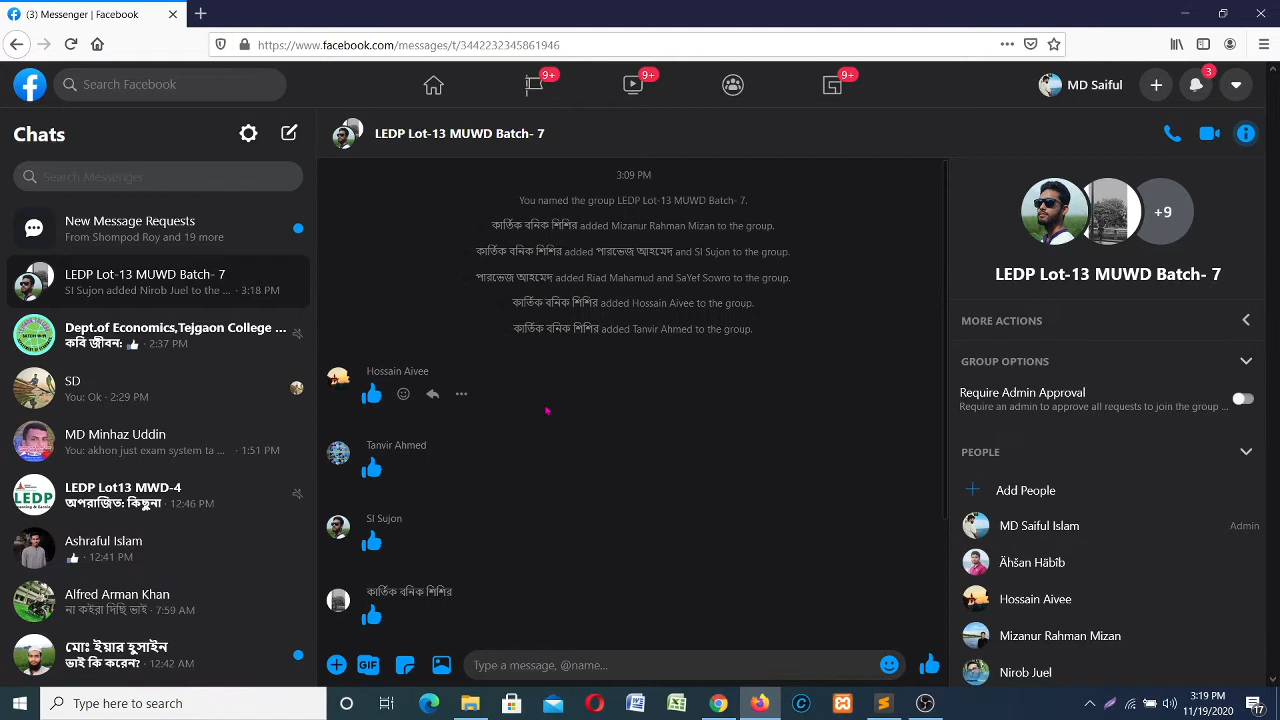 (3) Messenger | Facebook
https://www.facebook.com/messages/t/3442232345861946
Search Facebook
9+
9+
9+
MD Saiful
3
Chats
Search Messenger
New Message Requests
From Shompod Roy and 19 more
LEDP Lot-13 MUWD Batch- 7
SI Sujon added Nirob Juel to the ... 3:18 PM
Dept.of Economics,Tejgaon College ...
কবি জীবন: 2:37 PM
SD
You: Ok · 2:29 PM
MD Minhaz Uddin
You: akhon just exam system ta ... 1:51 PM
LEDP Lot13 MWD-4
অপরাজিত: কিছুনা · 12:46 PM
Ashraful Islam
12:41 PM
Alfred Arman Khan
না কইরা দিছি ভাই · 7:59 AM
মোঃ ইয়ার হুসাইন
ভাই কি করেন? · 12:42 AM
LEDP Lot-13 MUWD Batch- 7
3:09 PM
You named the group LEDP Lot-13 MUWD Batch- 7.
কার্তিক বনিক শিশির added Mizanur Rahman Mizan to the group.
কার্তিক বনিক শিশির added পারভেজ আহমেদ and SI Sujon to the group.
পারভেজ আহমেদ added Riad Mahamud and SaYef Sowro to the group.
কার্তিক বনিক শিশির added Hossain Aivee to the group.
কার্তিক বনিক শিশির added Tanvir Ahmed to the group.
Hossain Aivee
Tanvir Ahmed
SI Sujon
কার্তিক বনিক শিশির
GIF
Type a message, @name...
+9
LEDP Lot-13 MUWD Batch- 7
MORE ACTIONS
GROUP OPTIONS
Require Admin Approval
Require an admin to approve all requests to join the group ...
PEOPLE
Add People
MD Saiful Islam Admin
Ähšan Häbîb
Hossain Aivee
Mizanur Rahman Mizan
Nirob Juel
Type here to search
3:19 PM
11/19/2020
17